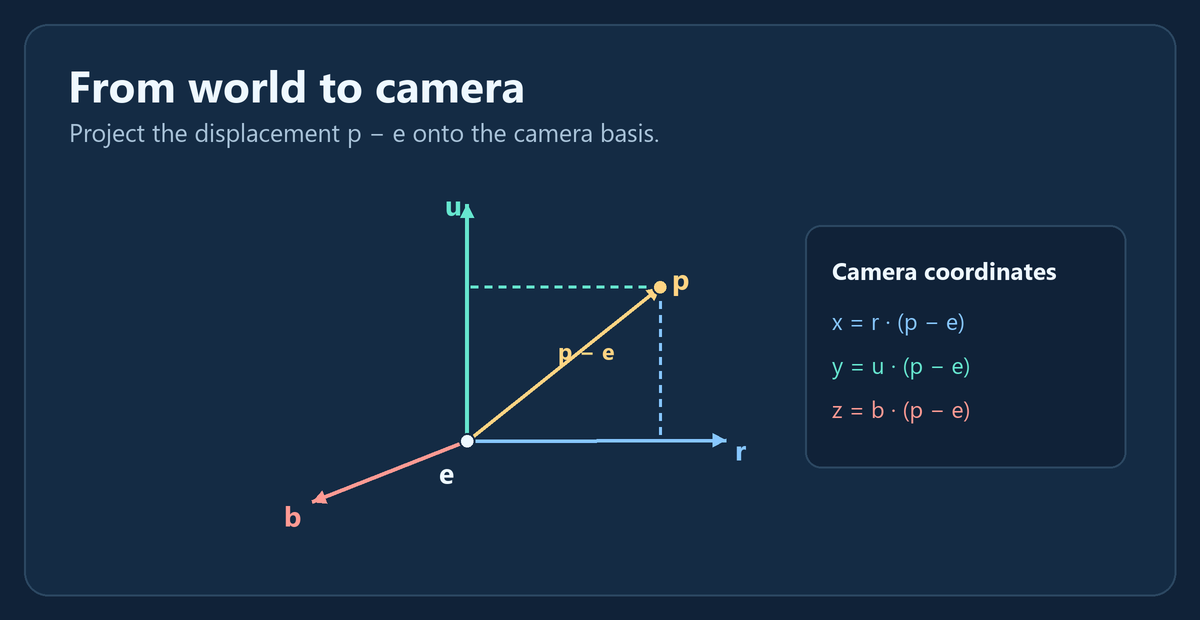 From world to camera
Project the displacement p − e onto the camera basis.
u
p
p − e
r
e
b
Camera coordinates
x = r · (p − e)
y = u · (p − e)
z = b · (p − e)